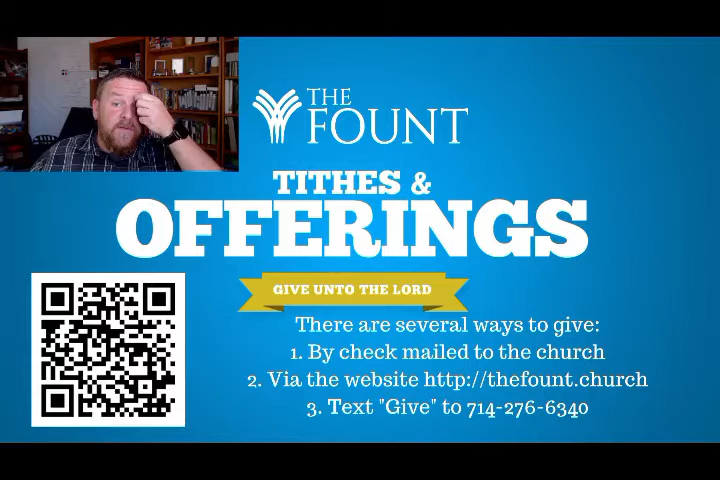 THE
FOUNT
TITHES &
OFFERINGS
GIVE UNTO THE LORD
There are several ways to give:
1. By check mailed to the church
2. Via the website http://thefount.church
3. Text "Give" to 714-276-6340